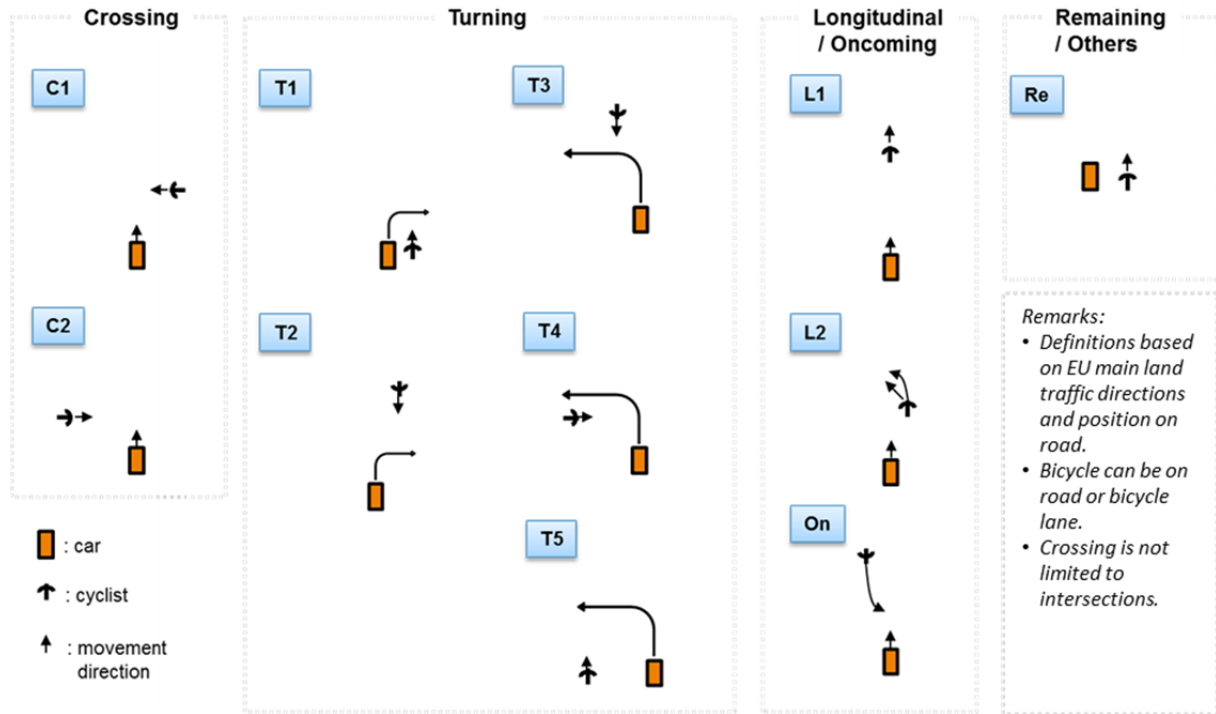 Crossing
Turning
Longitudinal
/ Oncoming
Remaining
/ Others
C1
C2
T1
T2
T3
T4
T5
L1
L2
On
Re
: car
: cyclist
: movement
direction
Remarks:
• Definitions based
on EU main land
traffic directions
and position on
road.
• Bicycle can be on
road or bicycle
lane.
• Crossing is not
limited to
intersections.